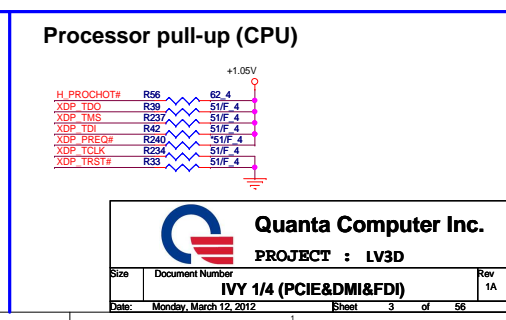 Processor pull-up (CPU)
+1.05V
H_PROCHOT# R56 62_4
XDP_TDO R39 51/F_4
XDP_TMS R237 51/F_4
XDP_TDI R42 51/F_4
XDP_PREQ# R240 *51/F_4
XDP_TCLK R234 51/F_4
XDP_TRST# R33 51/F_4
Quanta Computer Inc.
PROJECT : LV3D
Size Document Number Rev
IVY 1/4 (PCIE&DMI&FDI) 1A
Date: Monday, March 12, 2012 Sheet 3 of 56
1